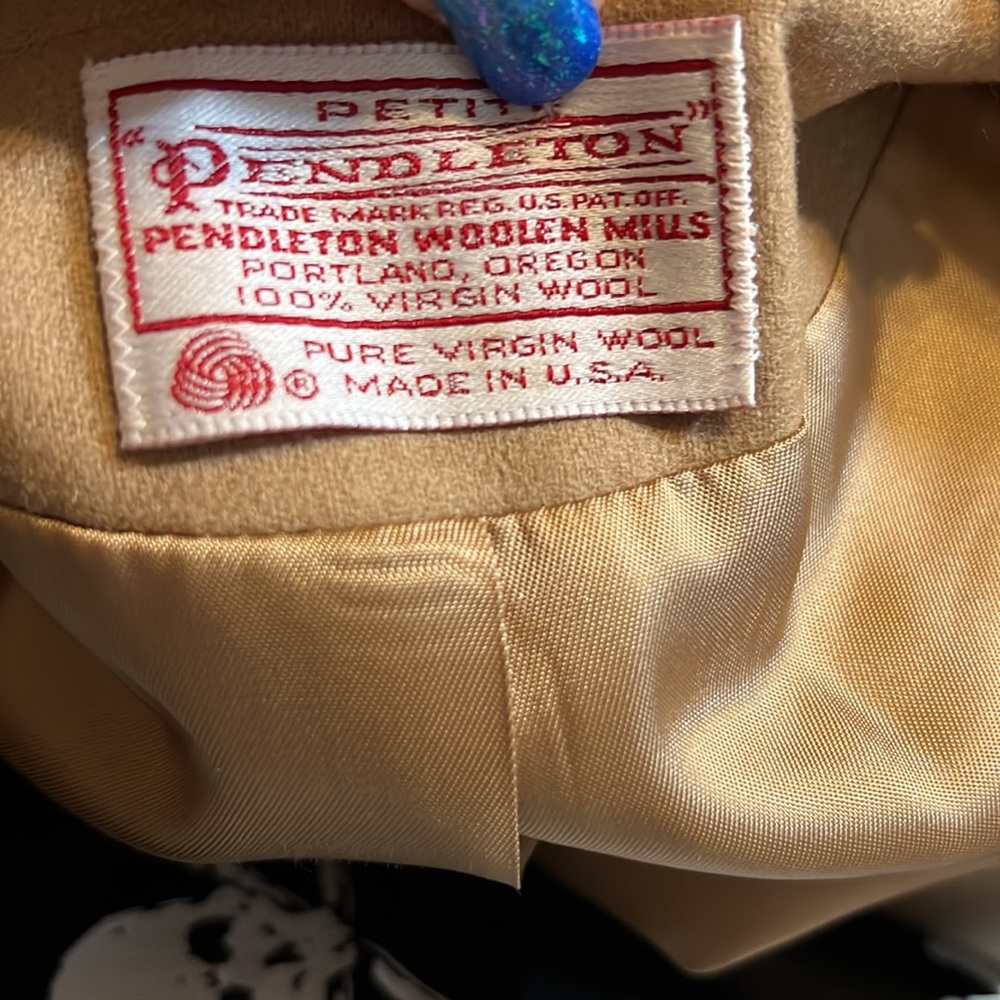 PETITE
"PENDLETON"
TRADE MARK REG. U.S. PAT. OFF.
PENDLETON WOOLEN MILLS
PORTLAND, OREGON
100% VIRGIN WOOL
PURE VIRGIN WOOL
® MADE IN U.S.A.